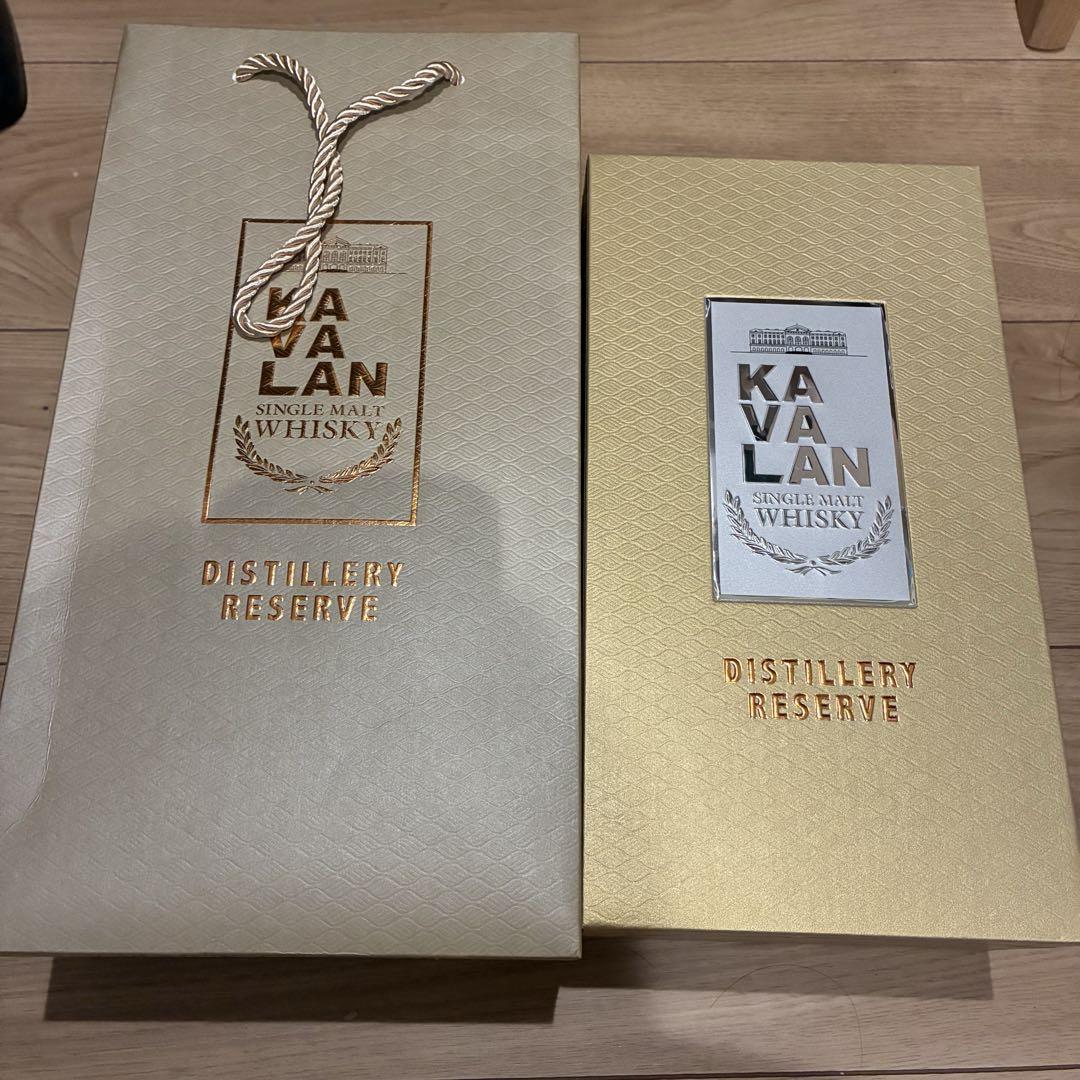 KA
VA
LAN
SINGLE MALT
WHISKY
DISTILLERY
RESERVE
KA
VA
LAN
SINGLE MALT
WHISKY
DISTILLERY
RESERVE